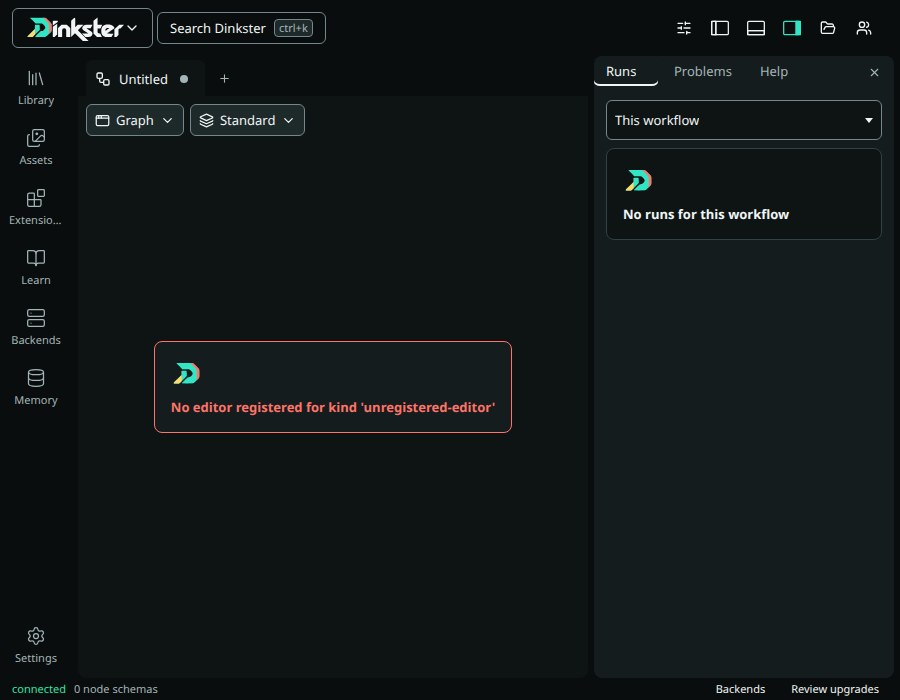 Dinkster
Search Dinkster ctrl+k
Library
Assets
Extensio...
Learn
Backends
Memory
Settings
Untitled
Graph
Standard
No editor registered for kind 'unregistered-editor'
Runs Problems Help
This workflow
No runs for this workflow
connected 0 node schemas
Backends Review upgrades